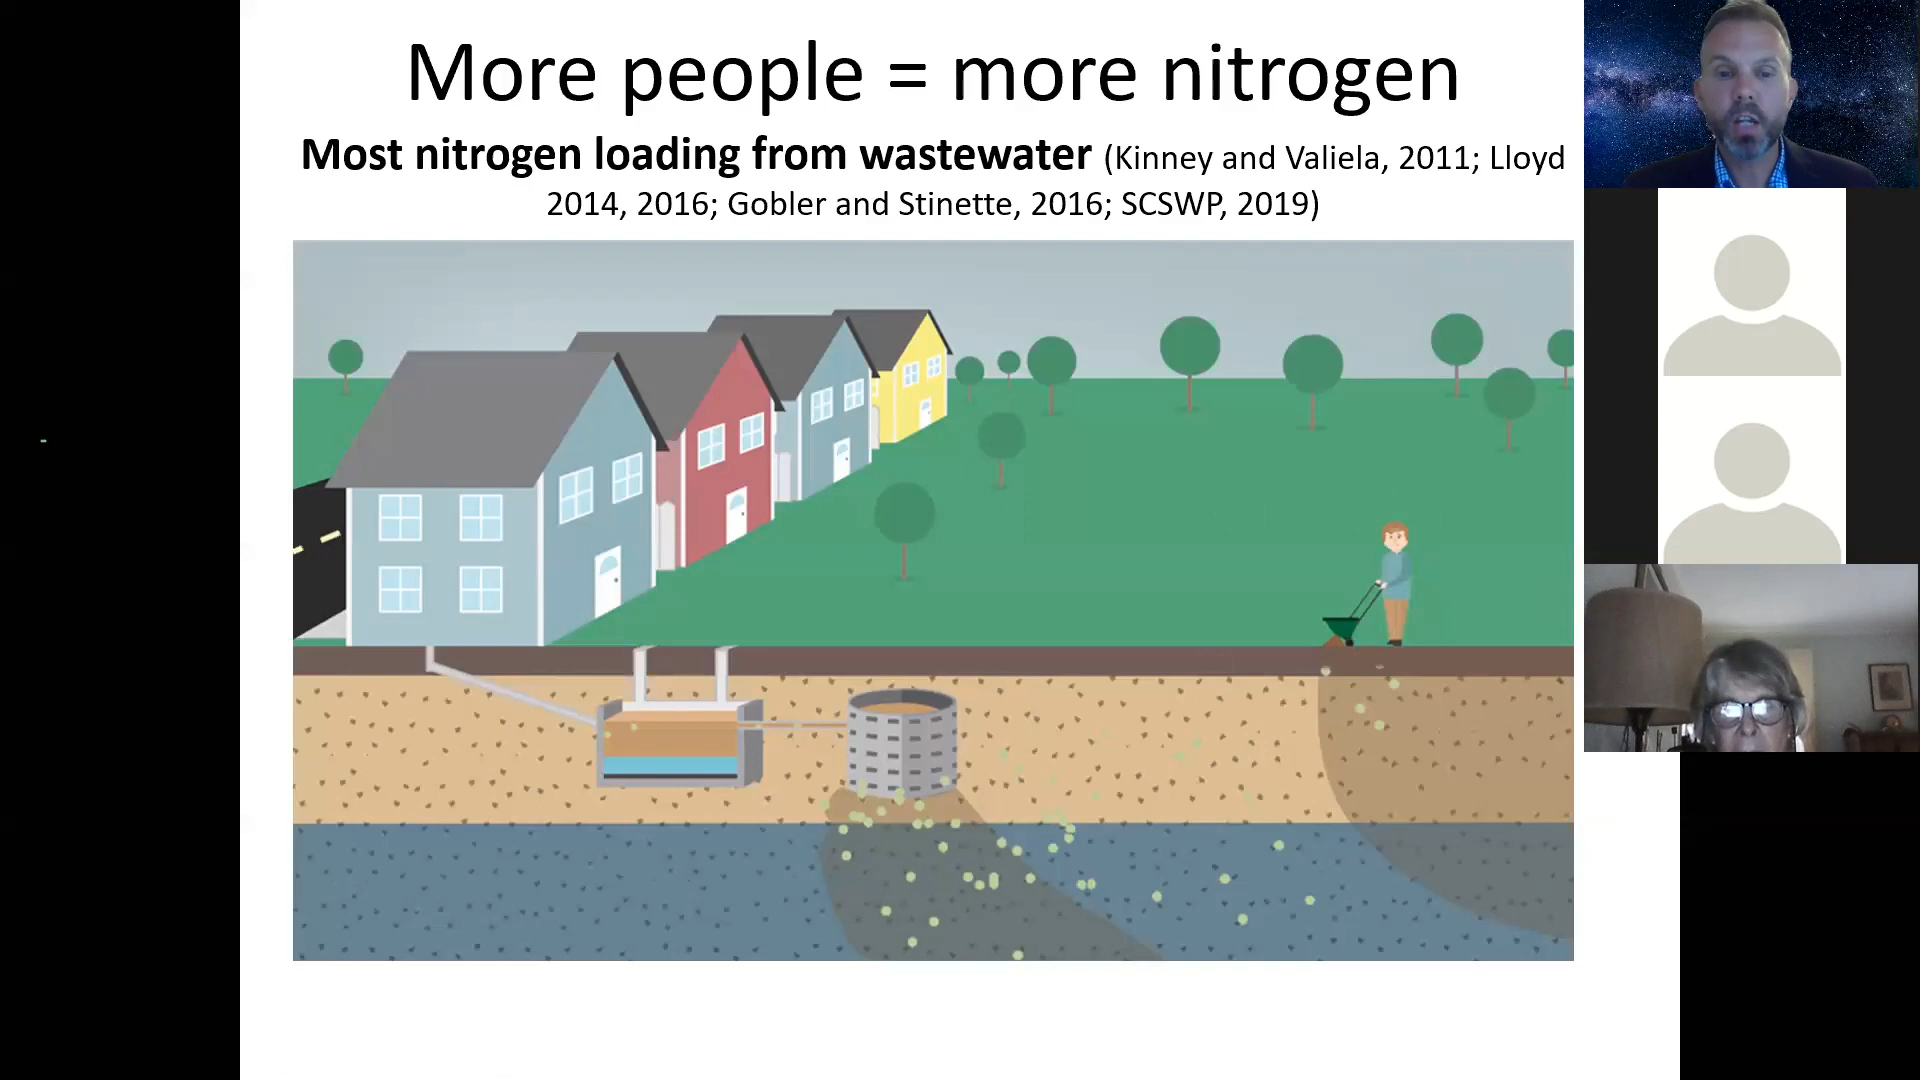 More people = more nitrogen
Most nitrogen loading from wastewater (Kinney and Valiela, 2011; Lloyd
2014, 2016; Gobler and Stinette, 2016; SCSWP, 2019)